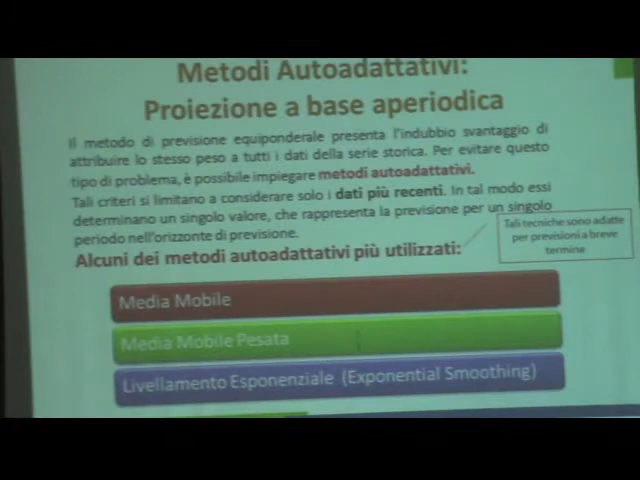 Metodi Autoadattativi:
Proiezione a base aperiodica
Il metodo di previsione equiponderale presenta l'indubbio svantaggio di
attribuire lo stesso peso a tutti i dati della serie storica. Per evitare questo
tipo di problema, è possibile impiegare metodi autoadattativi.
Tali criteri si limitano a considerare solo i dati più recenti. In tal modo essi
determinano un singolo valore, che rappresenta la previsione per un singolo
periodo nell'orizzonte di previsione.
Tali tecniche sono adatte
per previsioni a breve
termine
Alcuni dei metodi autoadattativi più utilizzati:
Media Mobile
Media Mobile Pesata
Livellamento Esponenziale (Exponential Smoothing)